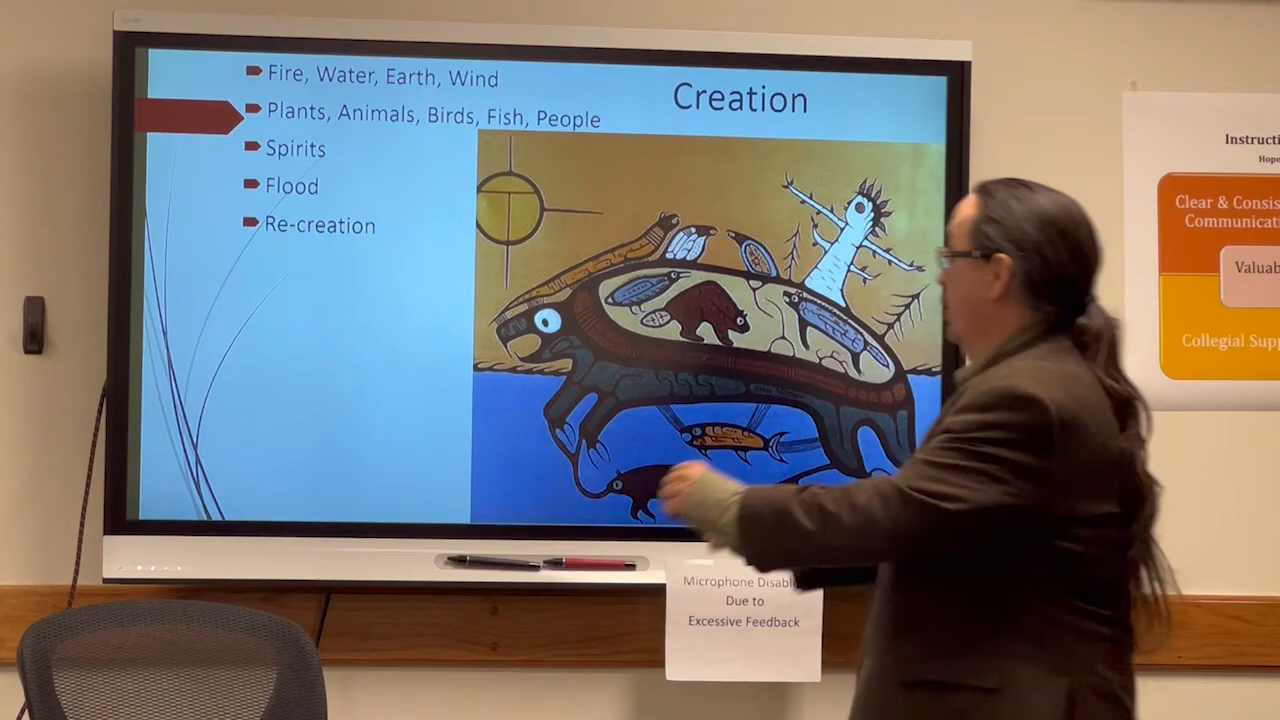 Fire, Water, Earth, Wind
Creation
Plants, Animals, Birds, Fish, People
Spirits
Flood
Re-creation
Instructi
Hope
Clear & Consis
Communicati
Valuab
Collegial Supp
Microphone Disabl
Due to
Excessive Feedback